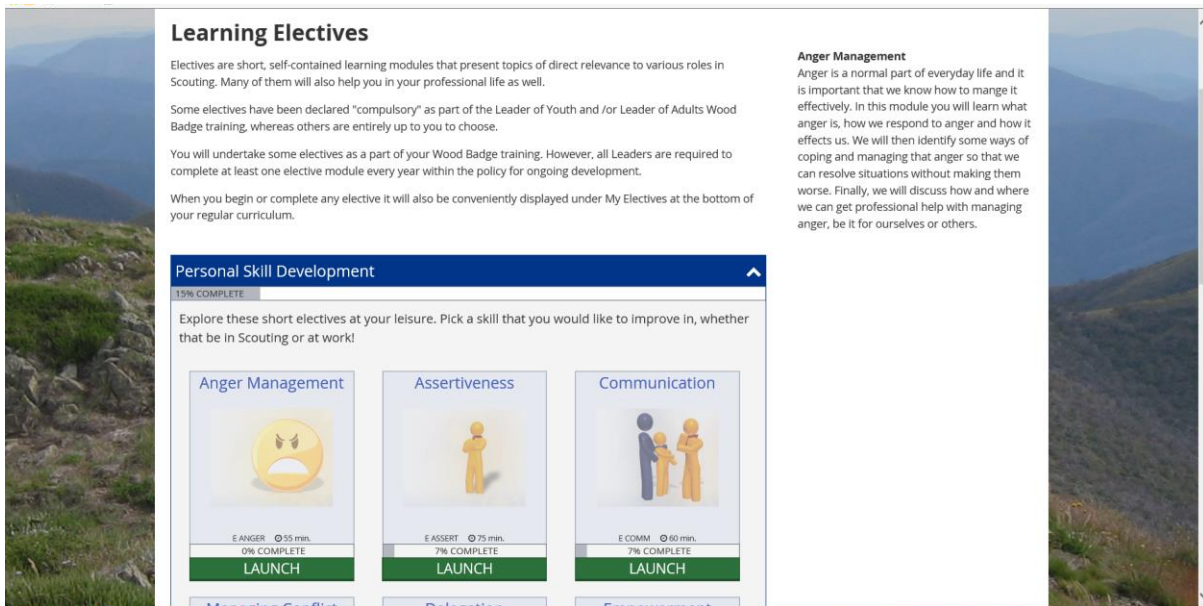 Learning Electives
Electives are short, self-contained learning modules that present topics of direct relevance to various roles in
Scouting. Many of them will also help you in your professional life as well.
Some electives have been declared "compulsory" as part of the Leader of Youth and /or Leader of Adults Wood
Badge training, whereas others are entirely up to you to choose.
You will undertake some electives as a part of your Wood Badge training. However, all Leaders are required to
complete at least one elective module every year within the policy for ongoing development.
When you begin or complete any elective it will also be conveniently displayed under My Electives at the bottom of
your regular curriculum.
Personal Skill Development
15% COMPLETE
Explore these short electives at your leisure. Pick a skill that you would like to improve in, whether
that be in Scouting or at work!
Anger Management
E ANGER 55 min.
0% COMPLETE
LAUNCH
Assertiveness
E ASSERT 75 min.
7% COMPLETE
LAUNCH
Communication
E COMM 60 min.
7% COMPLETE
LAUNCH
Managing Conflict
Delegation
Empowerment
Anger Management
Anger is a normal part of everyday life and it
is important that we know how to mange it
effectively. In this module you will learn what
anger is, how we respond to anger and how it
effects us. We will then identify some ways of
coping and managing that anger so that we
can resolve situations without making them
worse. Finally, we will discuss how and where
we can get professional help with managing
anger, be it for ourselves or others.